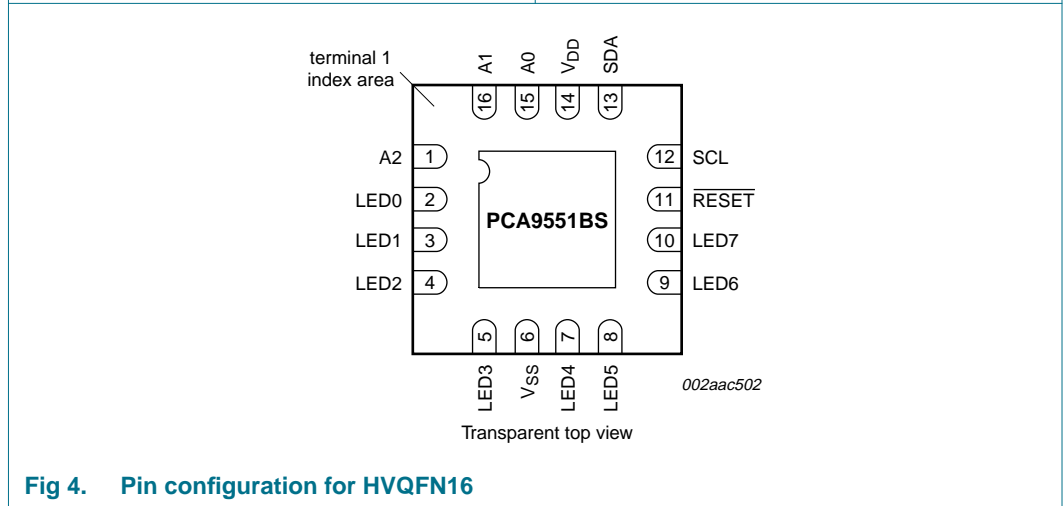 terminal 1
index area
A1
A0
VDD
SDA
16
15
14
13
A2
1
12
SCL
LED0
2
11
RESET
LED1
3
PCA9551BS
10
LED7
LED2
4
9
LED6
5
6
7
8
LED3
VSS
LED4
LED5
002aac502
Transparent top view
Fig 4. Pin configuration for HVQFN16